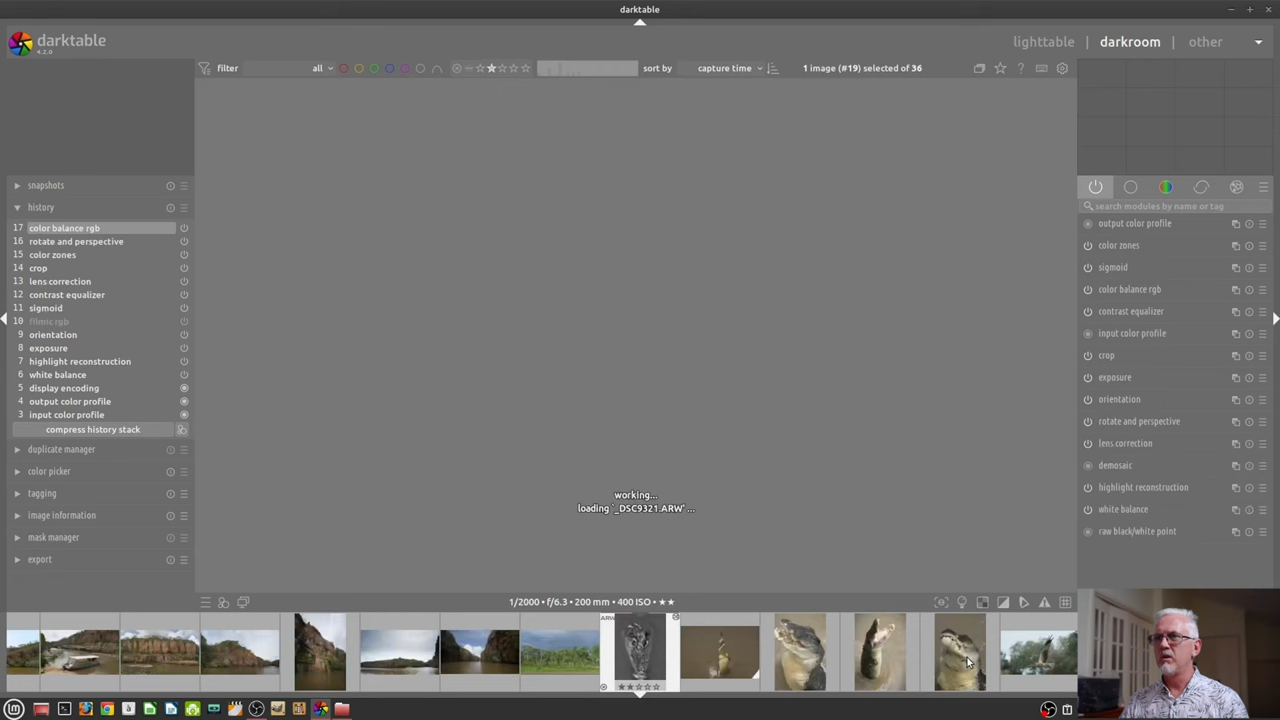 darktable
darktable
4.2.0
lighttable | darkroom | other
filter
all
sort by
capture time
1 image (#19) selected of 36
?
snapshots
history
17 color balance rgb
16 rotate and perspective
15 color zones
14 crop
13 lens correction
12 contrast equalizer
11 sigmoid
10 filmic rgb
9 orientation
8 exposure
7 highlight reconstruction
6 white balance
5 display encoding
4 output color profile
3 input color profile
compress history stack
duplicate manager
color picker
tagging
image information
mask manager
export
working...
loading '_DSC9321.ARW' ...
1/2000 • f/6.3 • 200 mm • 400 ISO • ★★
ARW
search modules by name or tag
output color profile
color zones
sigmoid
color balance rgb
contrast equalizer
input color profile
crop
exposure
orientation
rotate and perspective
lens correction
demosaic
highlight reconstruction
white balance
raw black/white point